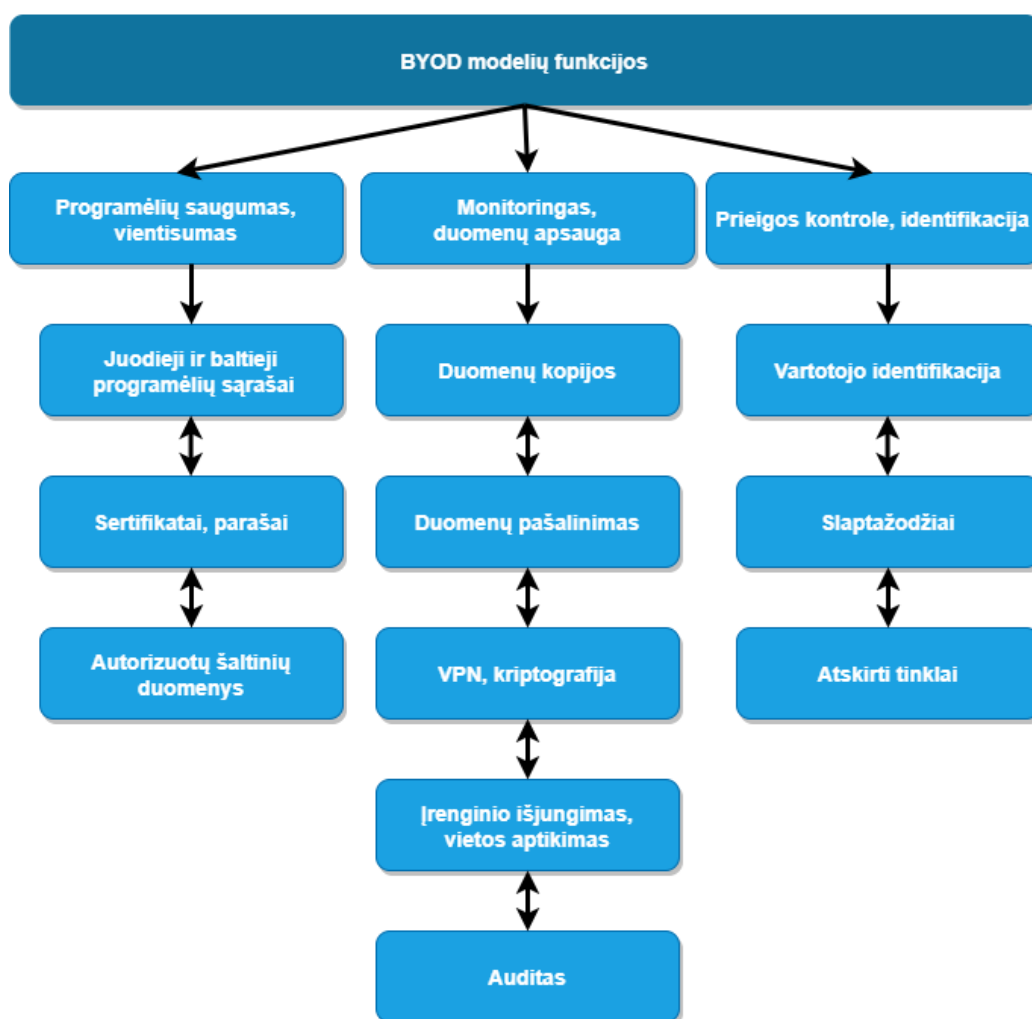 BYOD modelių funkcijos
Programėlių saugumas,
vientisumas
Monitoringas,
duomenų apsauga
Prieigos kontrole, identifikacija
Juodieji ir baltieji
programėlių sąrašai
Duomenų kopijos
Vartotojo identifikacija
Sertifikatai, parašai
Duomenų pašalinimas
Slaptažodžiai
Autorizuotų šaltinių
duomenys
VPN, kriptografija
Atskirti tinklai
Įrenginio išjungimas,
vietos aptikimas
Auditas